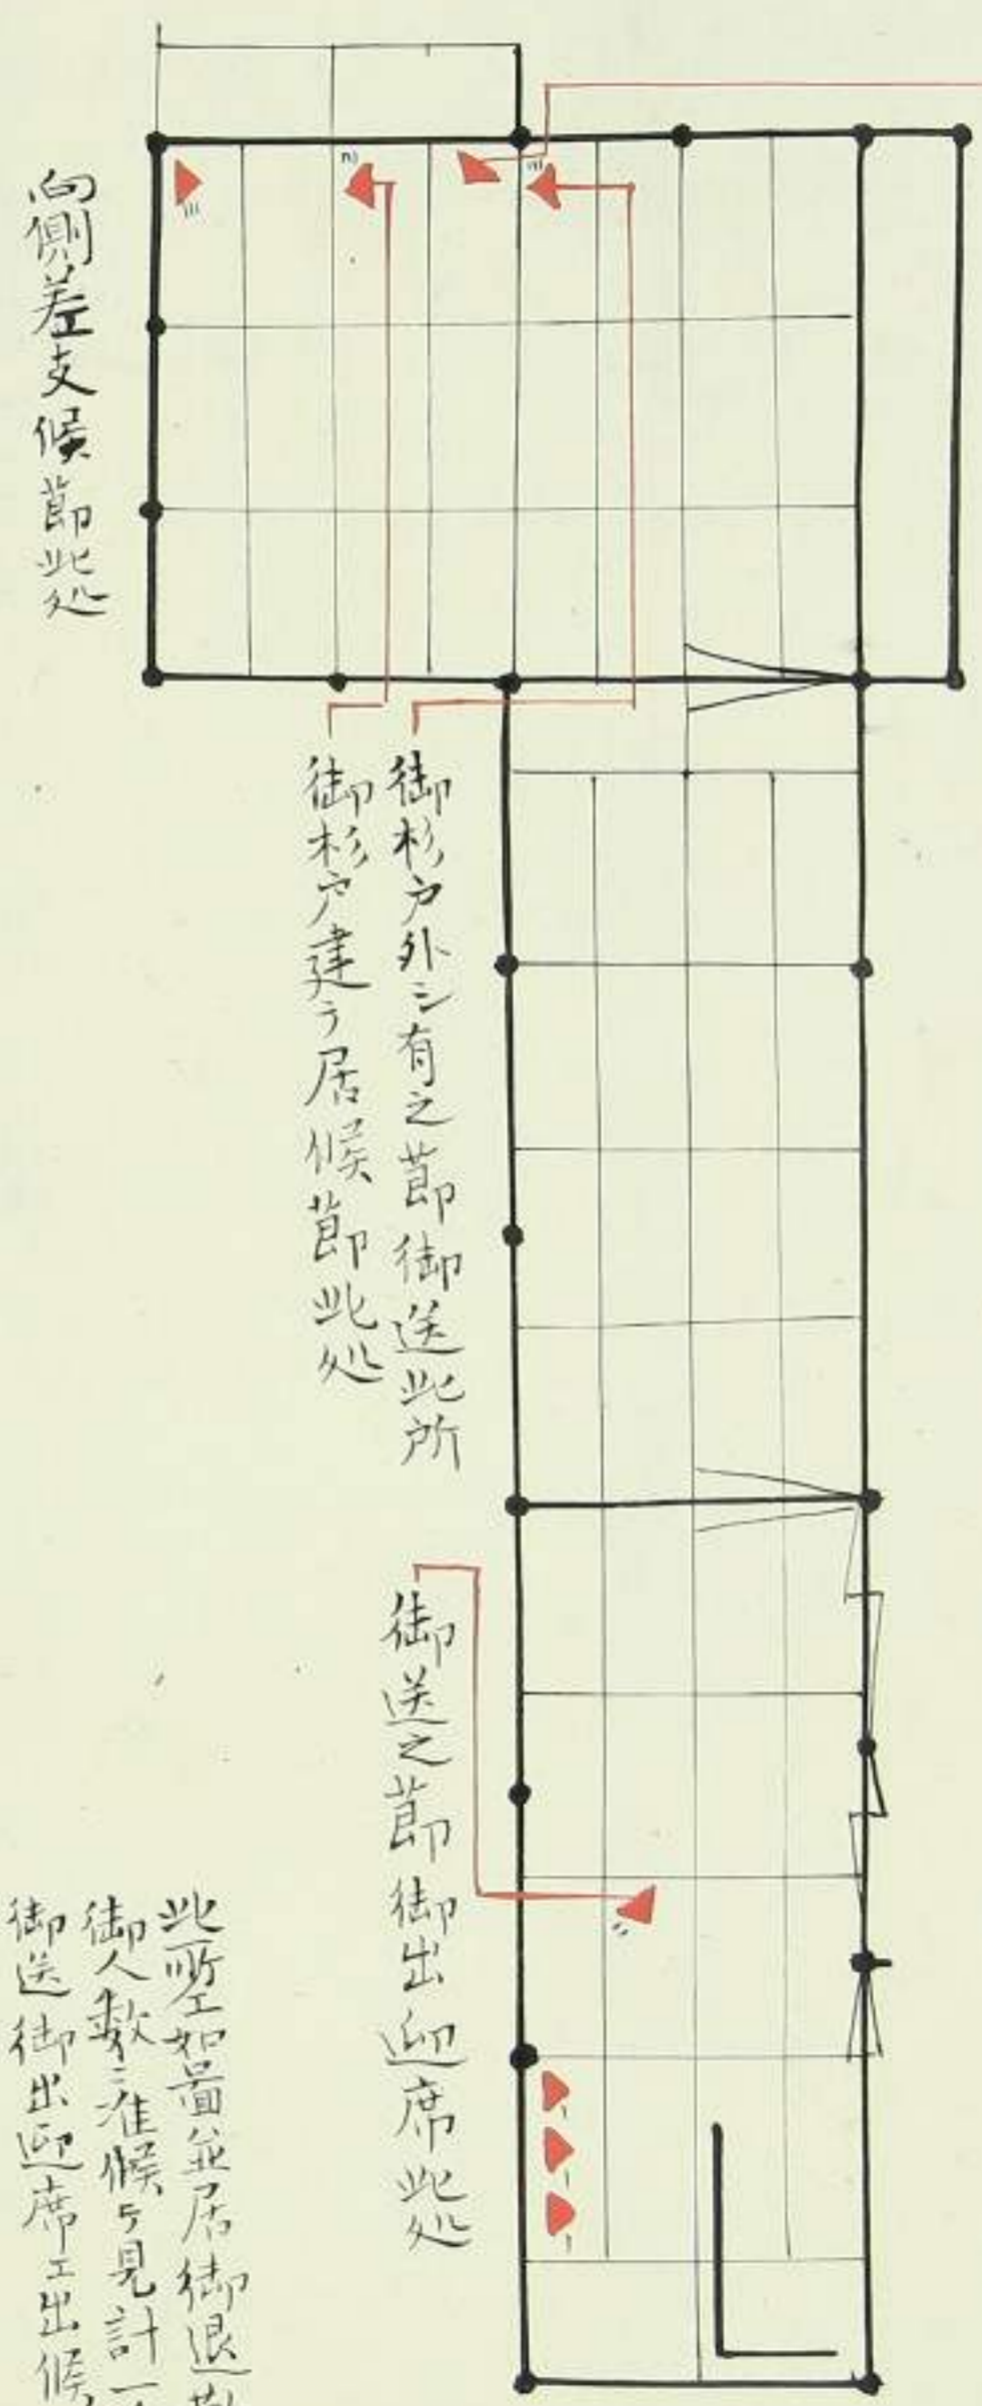 御杉戸外ニ有之節御送此所
御杉戸建テ居候節此処
向側差支候節此処
御送之節御出迎席此処
此所エ如圖並居御退
御人数ニ准候テ見計
御送御出迎席エ出候